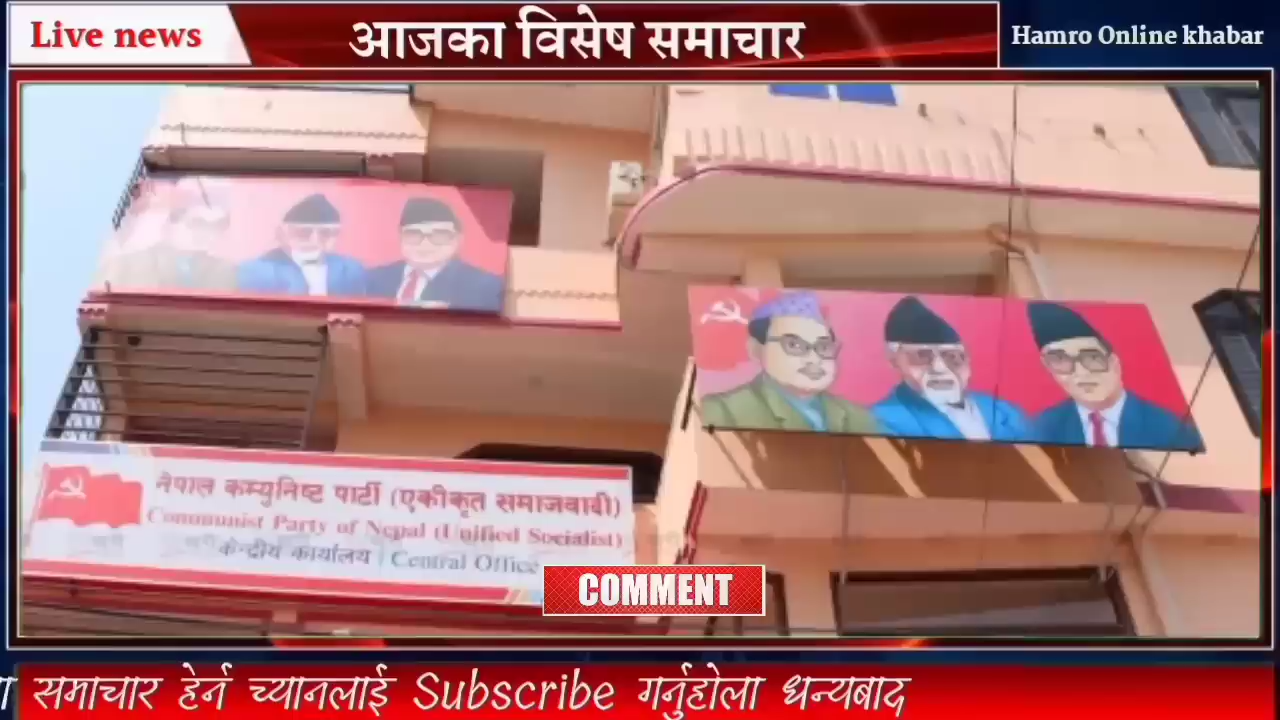 Live news
आजका विसेष समाचार
Hamro Online khabar
नेपाल कम्युनिष्ट पार्टी (एकीकृत समाजवादी)
Communist Party of Nepal (Unified Socialist)
केन्द्रीय कार्यालय Central Office
COMMENT
समाचार हेर्न च्यानलाई Subscribe गर्नुहोला धन्यबाद